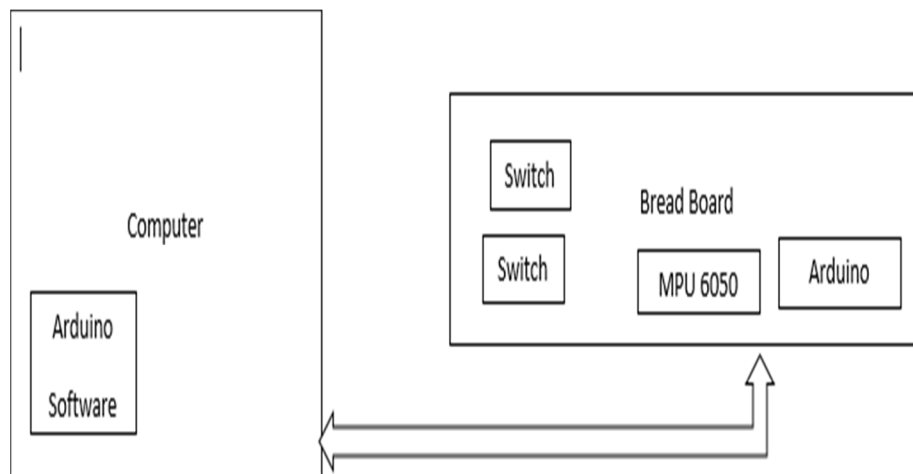 Computer
Arduino
Software
Switch
Switch
Bread Board
MPU 6050
Arduino